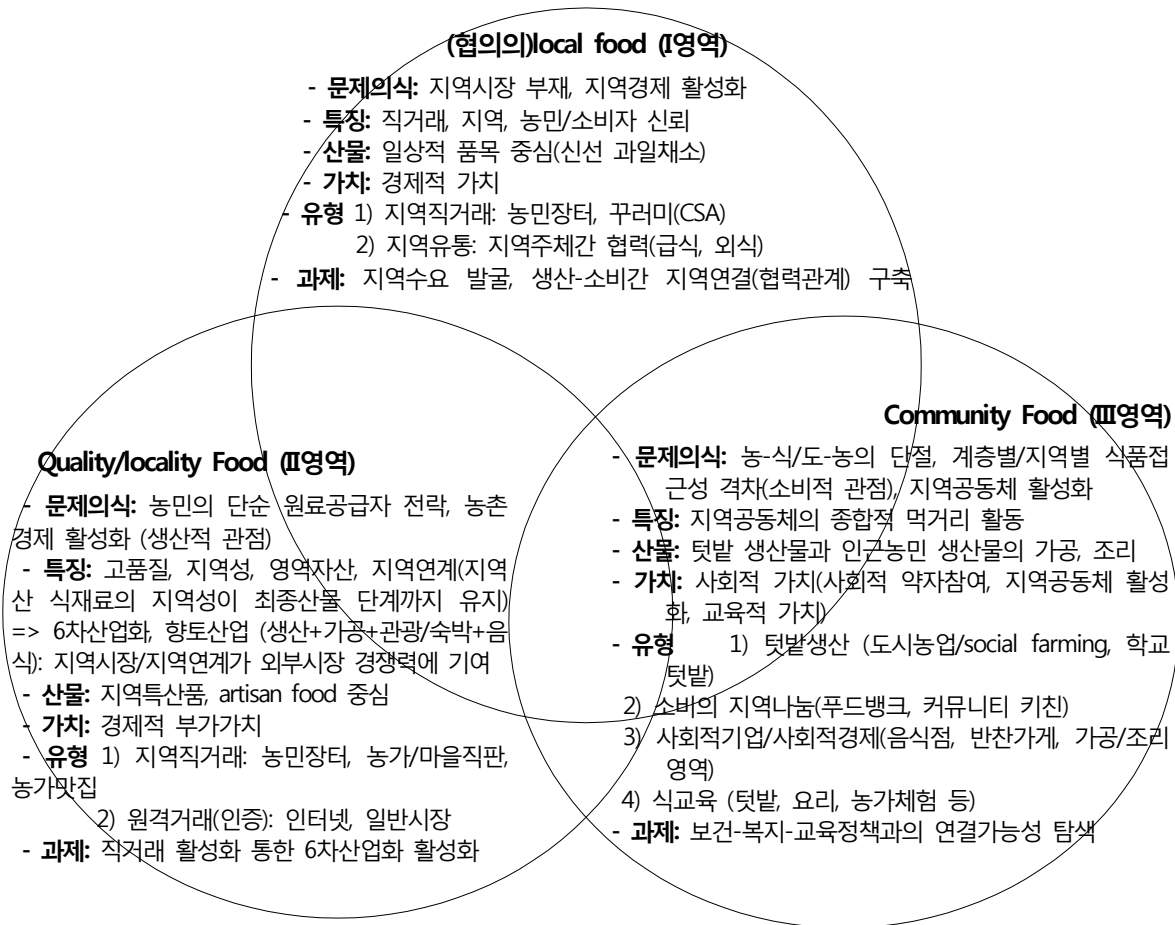 (협의의)local food (Ⅰ영역)
- 문제의식: 지역시장 부재, 지역경제 활성화
- 특징: 직거래, 지역, 농민/소비자 신뢰
- 산물: 일상적 품목 중심(신선 과일채소)
- 가치: 경제적 가치
- 유형 1) 지역직거래: 농민장터, 꾸러미(CSA)
2) 지역유통: 지역주체간 협력(급식, 외식)
- 과제: 지역수요 발굴, 생산-소비간 지역연결(협력관계) 구축
Quality/locality Food (Ⅱ영역)
- 문제의식: 농민의 단순 원료공급자 전락, 농촌
경제 활성화 (생산적 관점)
- 특징: 고품질, 지역성, 영역자산, 지역연계(지역
산 식재료의 지역성이 최종산물 단계까지 유지)
=> 6차산업화, 향토산업 (생산+가공+관광/숙박+음
식): 지역시장/지역연계가 외부시장 경쟁력에 기여
- 산물: 지역특산품, artisan food 중심
- 가치: 경제적 부가가치
- 유형 1) 지역직거래: 농민장터, 농가/마을직판,
농가맛집
2) 원격거래(인증): 인터넷, 일반시장
- 과제: 직거래 활성화 통한 6차산업화 활성화
Community Food (Ⅲ영역)
- 문제의식: 농-식/도-농의 단절, 계층별/지역별 식품접
근성 격차(소비적 관점), 지역공동체 활성화
- 특징: 지역공동체의 종합적 먹거리 활동
- 산물: 텃밭 생산물과 인근농민 생산물의 가공, 조리
- 가치: 사회적 가치(사회적 약자참여, 지역공동체 활성
화, 교육적 가치)
- 유형 1) 텃밭생산 (도시농업/social farming, 학교
텃밭)
2) 소비의 지역나눔(푸드뱅크, 커뮤니티 키친)
3) 사회적기업/사회적경제(음식점, 반찬가게, 가공/조리
영역)
4) 식교육 (텃밭, 요리, 농가체험 등)
- 과제: 보건-복지-교육정책과의 연결가능성 탐색